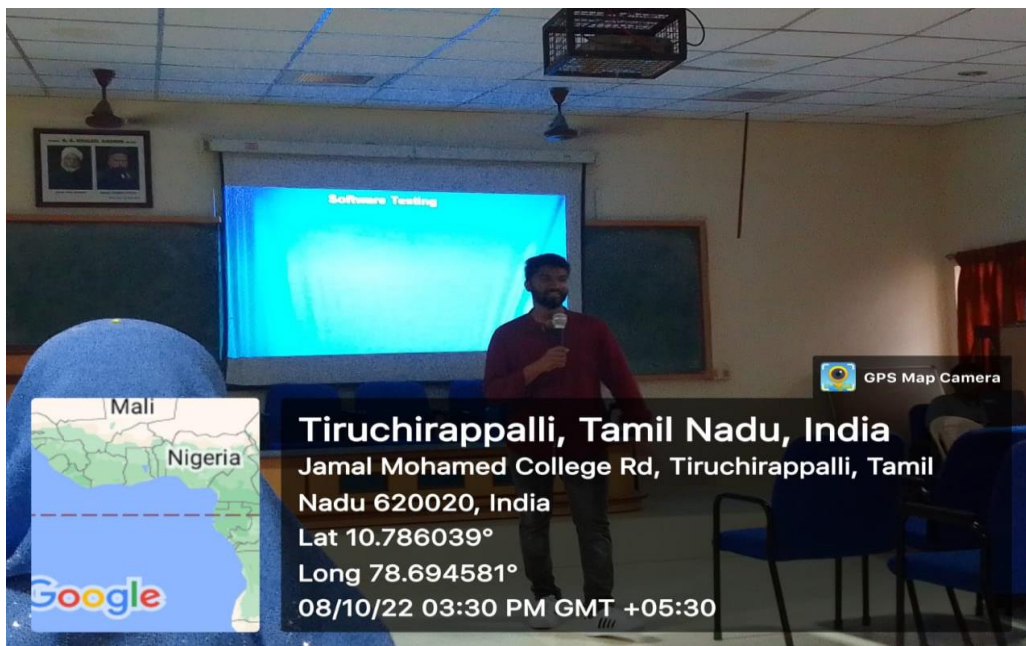 Software Testing
GPS Map Camera
Mali
Nigeria
Google
Tiruchirappalli, Tamil Nadu, India
Jamal Mohamed College Rd, Tiruchirappalli, Tamil
Nadu 620020, India
Lat 10.786039°
Long 78.694581°
08/10/22 03:30 PM GMT +05:30